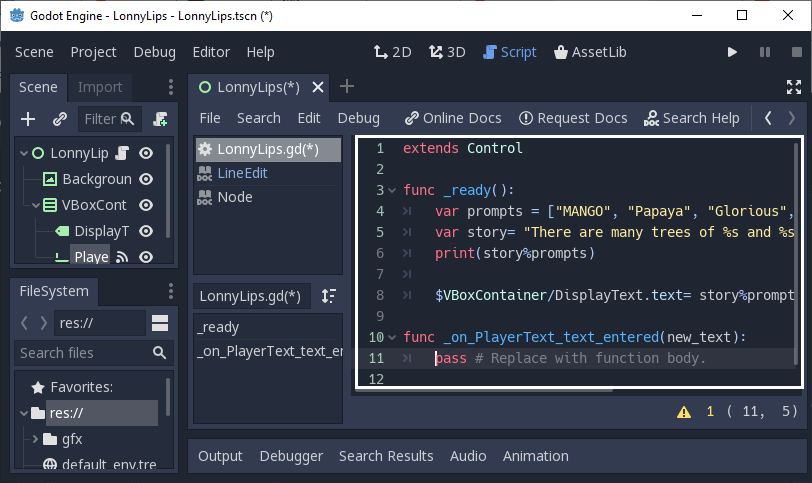 Godot Engine - LonnyLips - LonnyLips.tscn (*)
Scene Project Debug Editor Help 2D 3D Script AssetLib
Scene Import
LonnyLips(*)
Filter
File Search Edit Debug Online Docs Request Docs Search Help
LonnyLip
Backgroun
VBoxCont
DisplayT
Playe
LonnyLips.gd(*)
LineEdit
Node
LonnyLips.gd(*)
_ready
_on_PlayerText_text_er
1 extends Control
2
3 func _ready():
4 var prompts = ["MANGO", "Papaya", "Glorious",
5 var story= "There are many trees of %s and %s
6 print(story%prompts)
7
8 $VBoxContainer/DisplayText.text= story%prompt
9
10 func _on_PlayerText_text_entered(new_text):
11 pass # Replace with function body.
12
1 ( 11, 5)
FileSystem
res://
Search files
Favorites:
res://
gfx
default_env.tre
Output Debugger Search Results Audio Animation